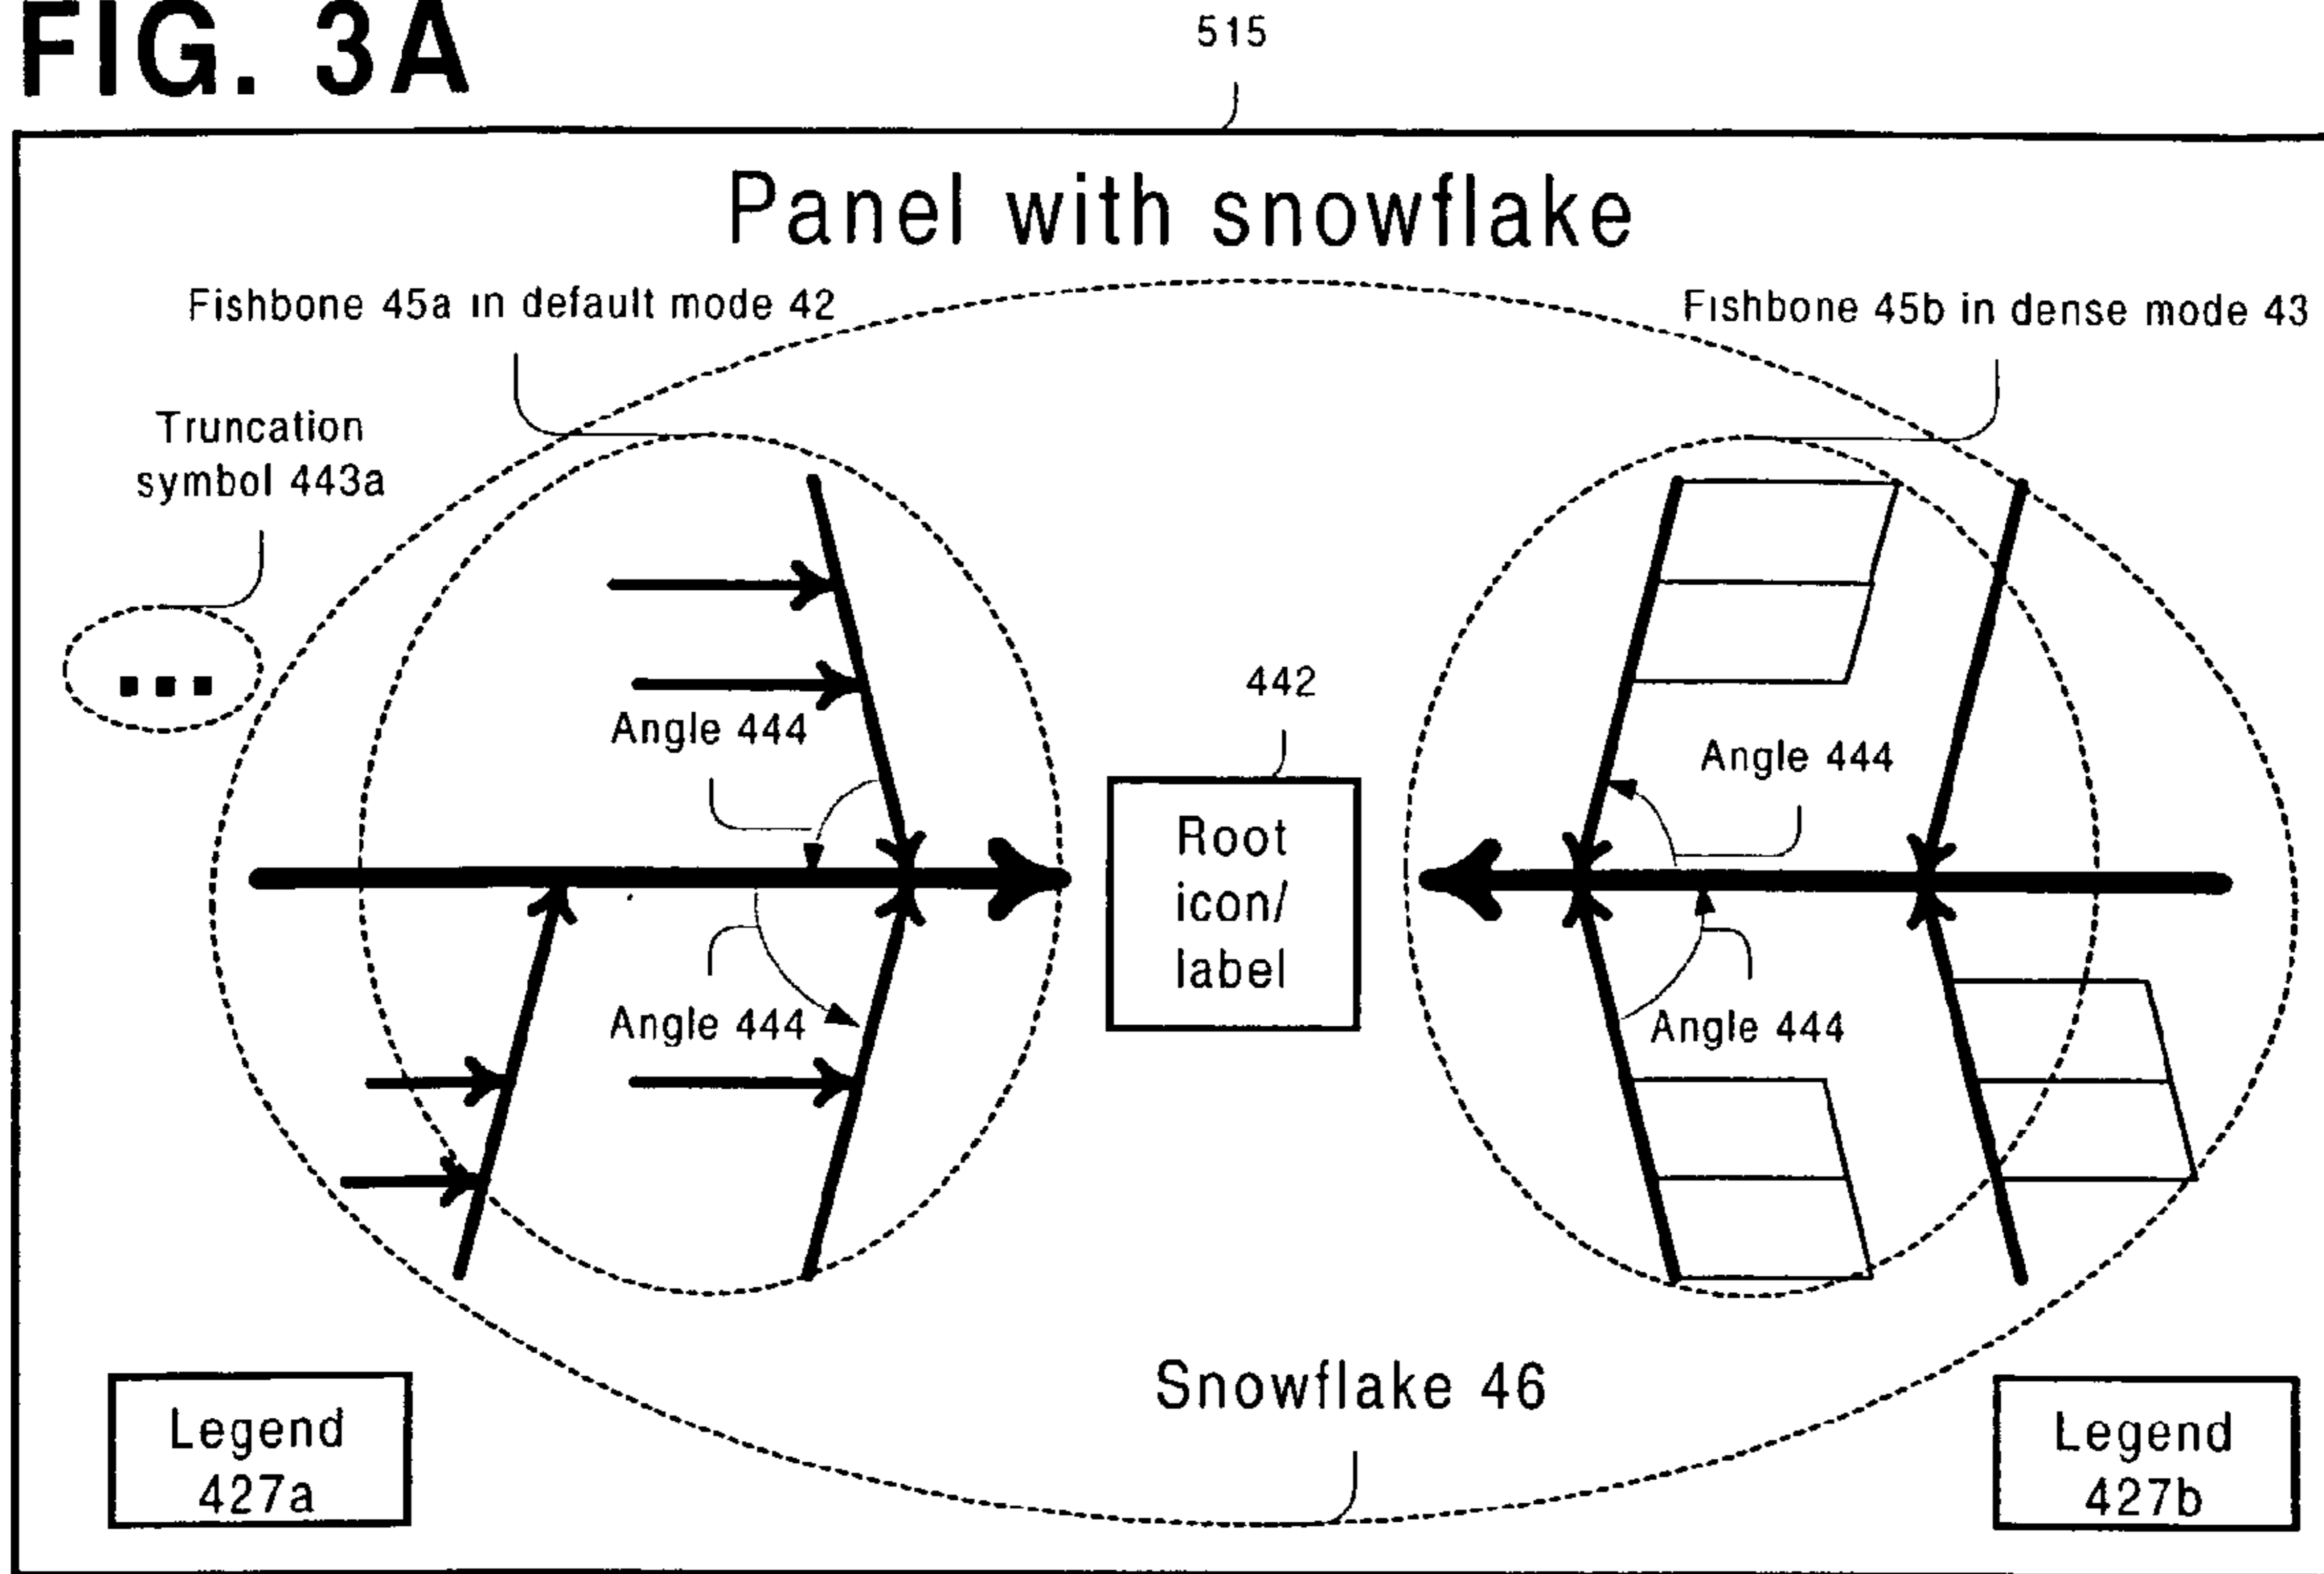 FIG. 3A
515
Panel with snowflake
Fishbone 45a in default mode 42
Fishbone 45b in dense mode 43
Truncation
symbol 443a
442
Angle 444
Angle 444
Root
icon/
label
Angle 444
Angle 444
Snowflake 46
Legend
427a
Legend
427b